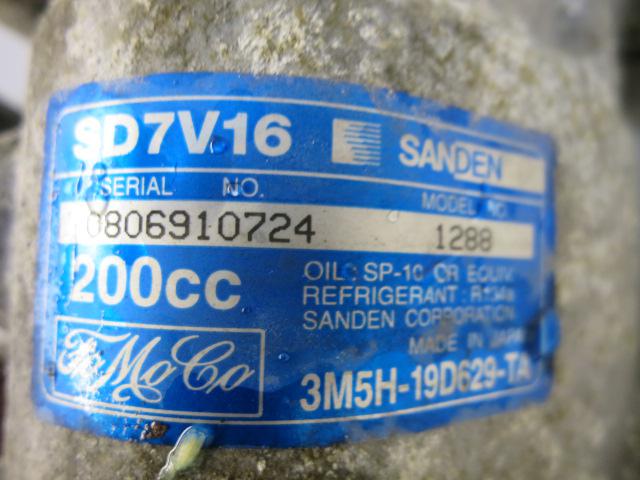 SD7V16 SANDEN
SERIAL NO. MODEL NO.
0806910724 1288
200cc
OIL: SP-10 OR EQUIV.
REFRIGERANT: R134a
SANDEN CORPORATION
MADE IN JAPAN
FoMoCo
3M5H-19D629-TA